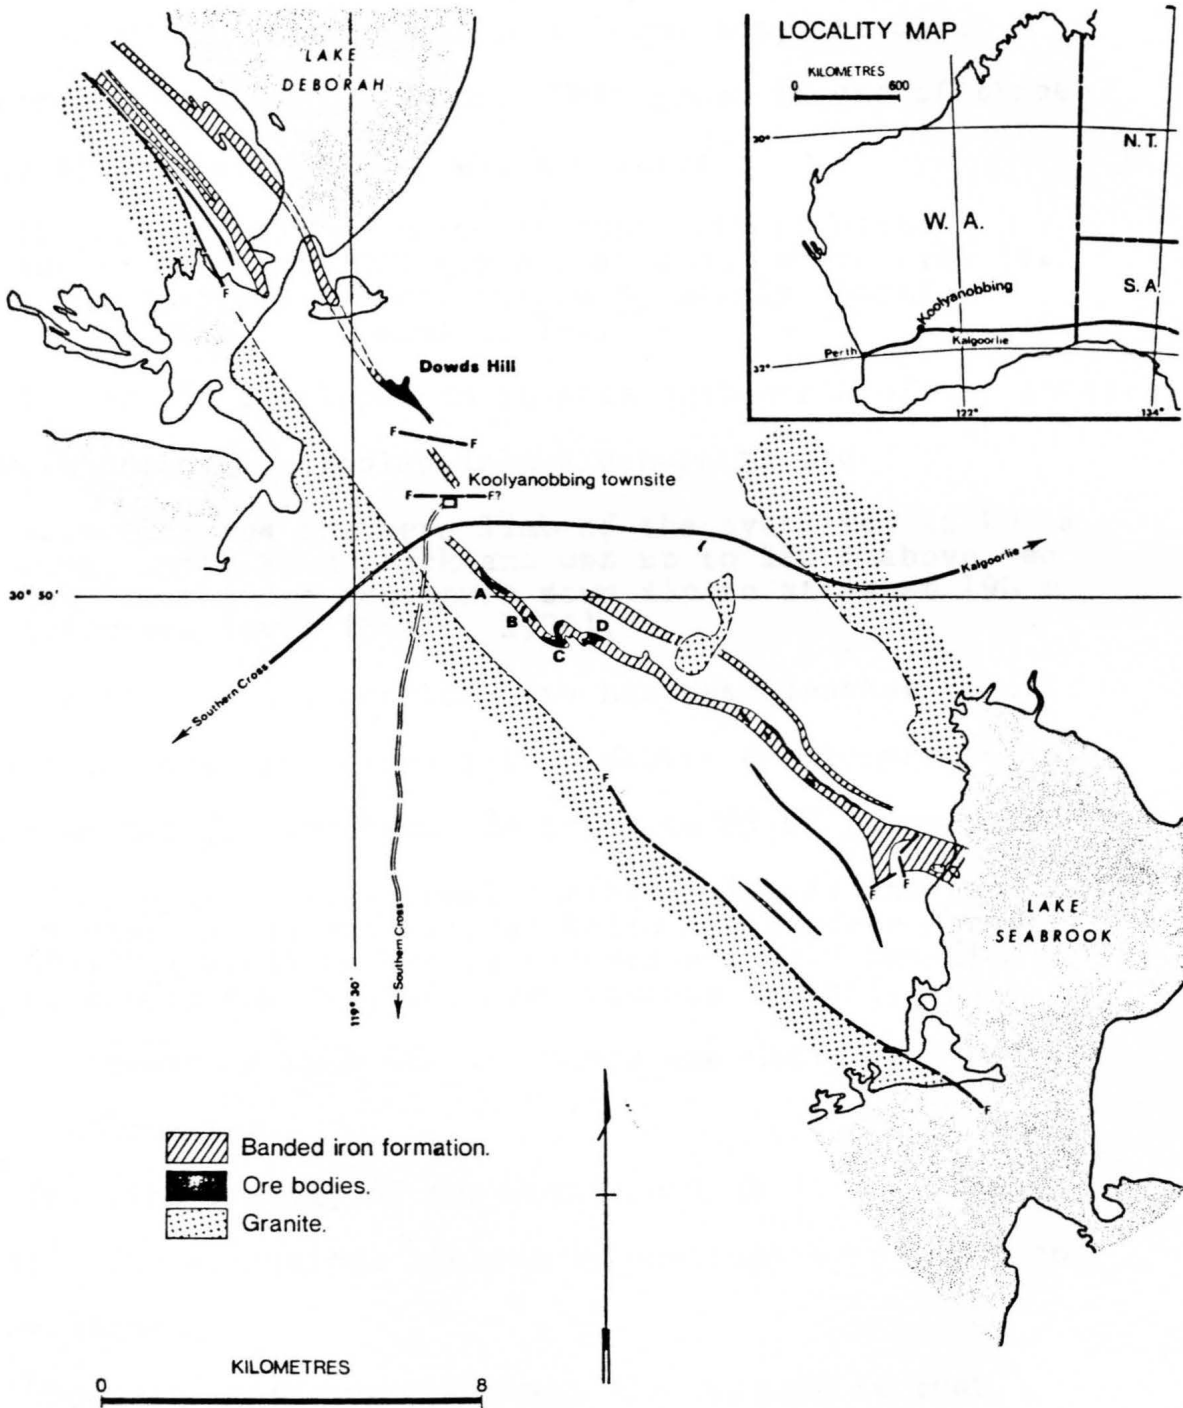 LAKE
DEBORAH
LOCALITY MAP
KILOMETRES
0 600
20°
N.T.
W. A.
S.A.
Koolyanobbing
Kalgoorlie
Perth
32°
122°
134°
F
Dowds Hill
F F
Koolyanobbing townsite
F F?
Kalgoorlie
30° 50'
A
B
C
D
Southern Cross
F
F
F
LAKE
SEABROOK
Southern Cross
119° 30'
F
Banded iron formation.
Ore bodies.
Granite.
KILOMETRES
0 8